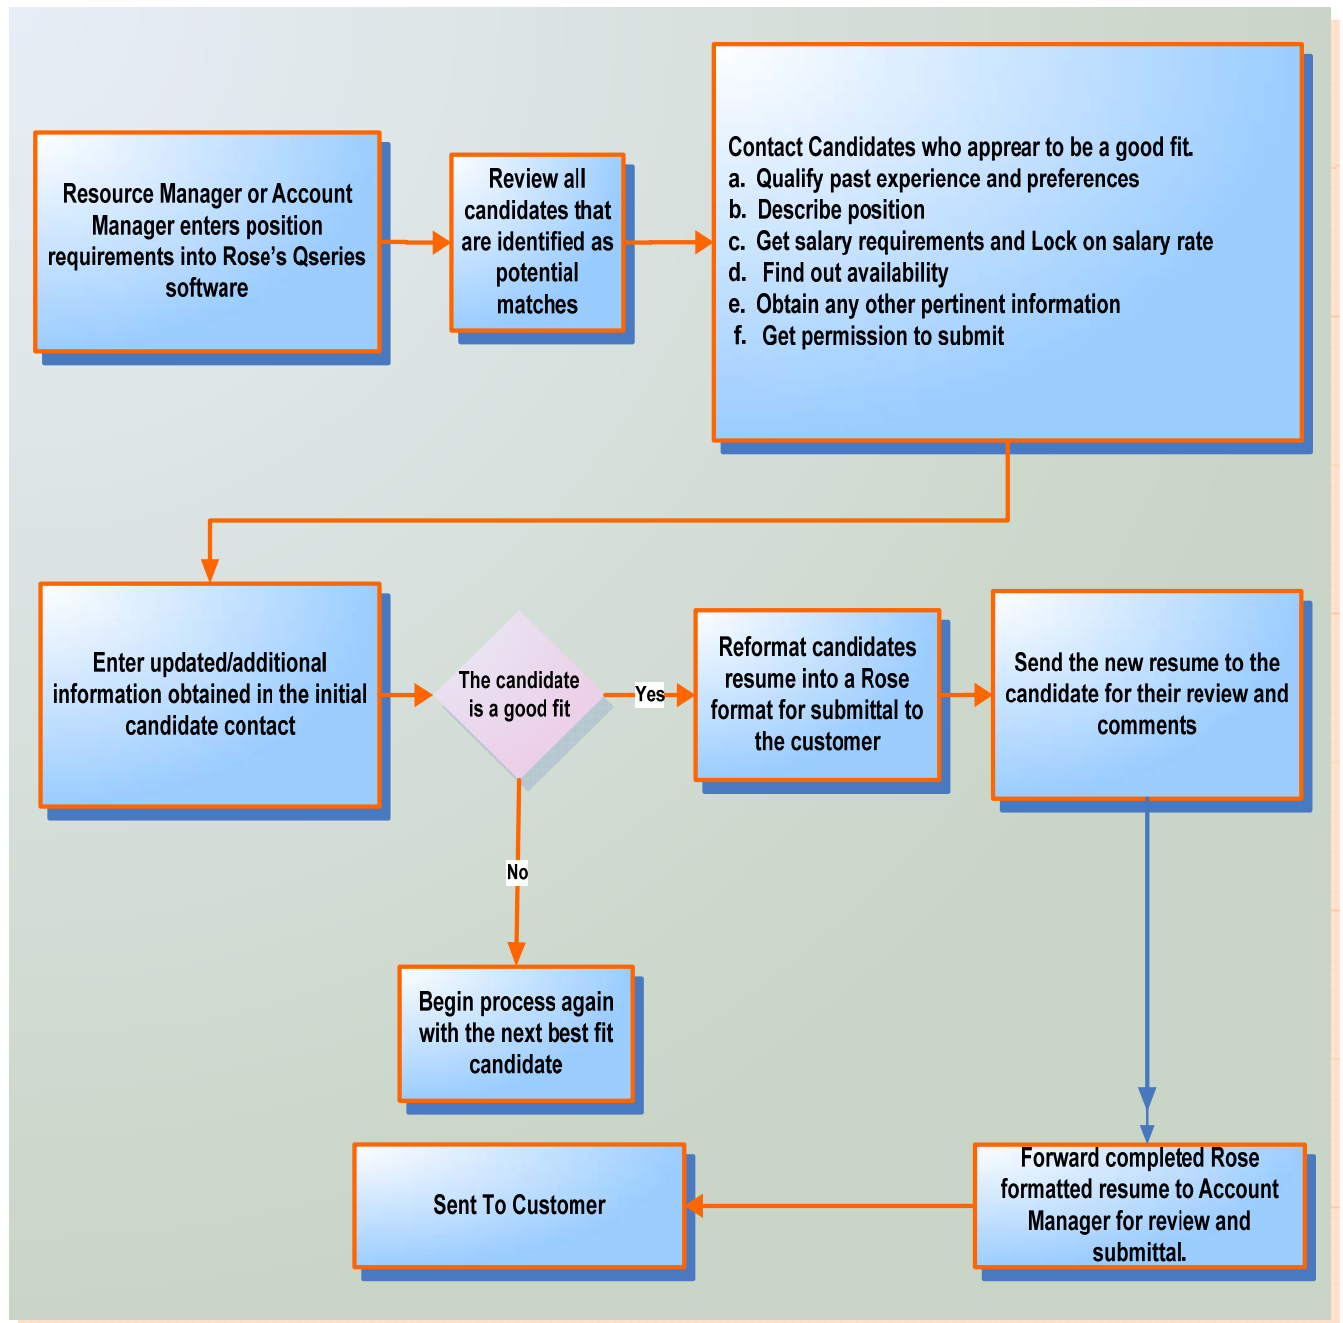 Resource Manager or Account
Manager enters position
requirements into Rose's Qseries
software
Review all
candidates that
are identified as
potential
matches
Contact Candidates who apprear to be a good fit.
a. Qualify past experience and preferences
b. Describe position
c. Get salary requirements and Lock on salary rate
d. Find out availability
e. Obtain any other pertinent information
f. Get permission to submit
Enter updated/additional
information obtained in the initial
candidate contact
The candidate
is a good fit
Yes
Reformat candidates
resume into a Rose
format for submittal to
the customer
Send the new resume to the
candidate for their review and
comments
No
Begin process again
with the next best fit
candidate
Sent To Customer
Forward completed Rose
formatted resume to Account
Manager for review and
submittal.